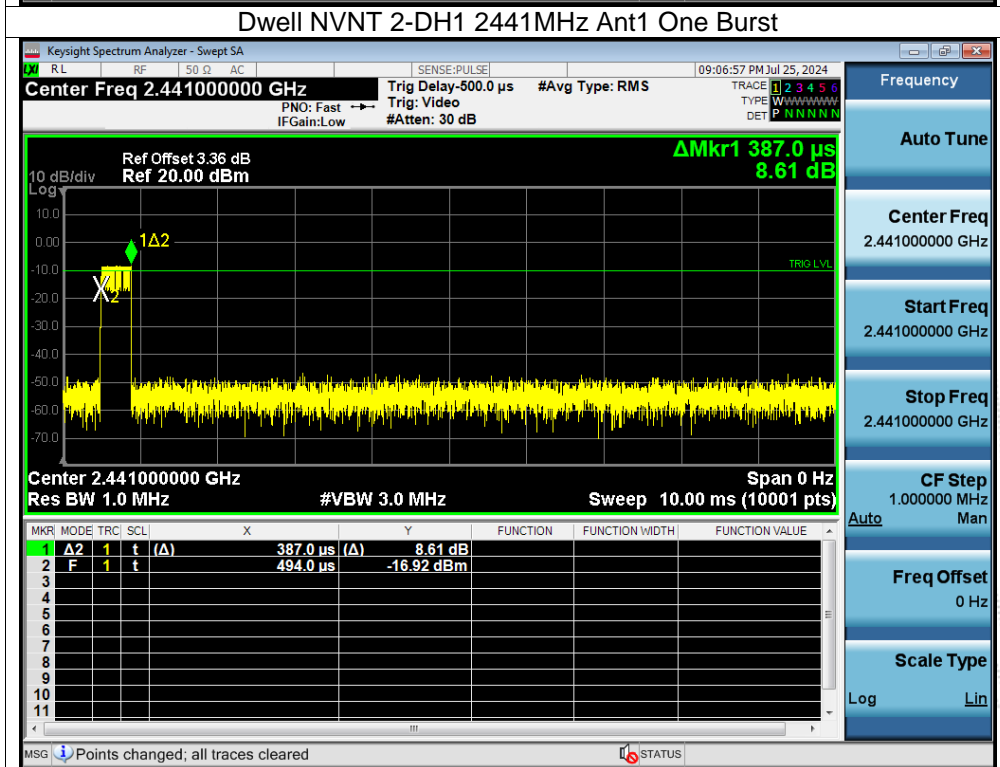 Dwell NVNT 2-DH1 2441MHz Ant1 One Burst
Keysight Spectrum Analyzer - Swept SA
LXI RL RF 50 Ω AC SENSE:PULSE 09:06:57 PM Jul 25, 2024
Center Freq 2.441000000 GHz Trig Delay-500.0 µs #Avg Type: RMS TRACE 1 2 3 4 5 6
PNO: Fast Trig: Video TYPE WWWWWW
IFGain:Low #Atten: 30 dB DET P N N N N N
Frequency
Auto Tune
Center Freq
2.441000000 GHz
Start Freq
2.441000000 GHz
Stop Freq
2.441000000 GHz
CF Step
1.000000 MHz
Auto Man
Freq Offset
0 Hz
Scale Type
Log Lin
ΔMkr1 387.0 µs
8.61 dB
Ref Offset 3.36 dB
10 dB/div Ref 20.00 dBm
Log
10.0
0.00
-10.0
-20.0
-30.0
-40.0
-50.0
-60.0
-70.0
1Δ2
TRIG LVL
2
Center 2.441000000 GHz Span 0 Hz
Res BW 1.0 MHz #VBW 3.0 MHz Sweep 10.00 ms (10001 pts)
MKR MODE TRC SCL X Y FUNCTION FUNCTION WIDTH FUNCTION VALUE
1 Δ2 1 t (Δ) 387.0 µs (Δ) 8.61 dB
2 F 1 t 494.0 µs -16.92 dBm
3
4
5
6
7
8
9
10
11
MSG Points changed; all traces cleared STATUS